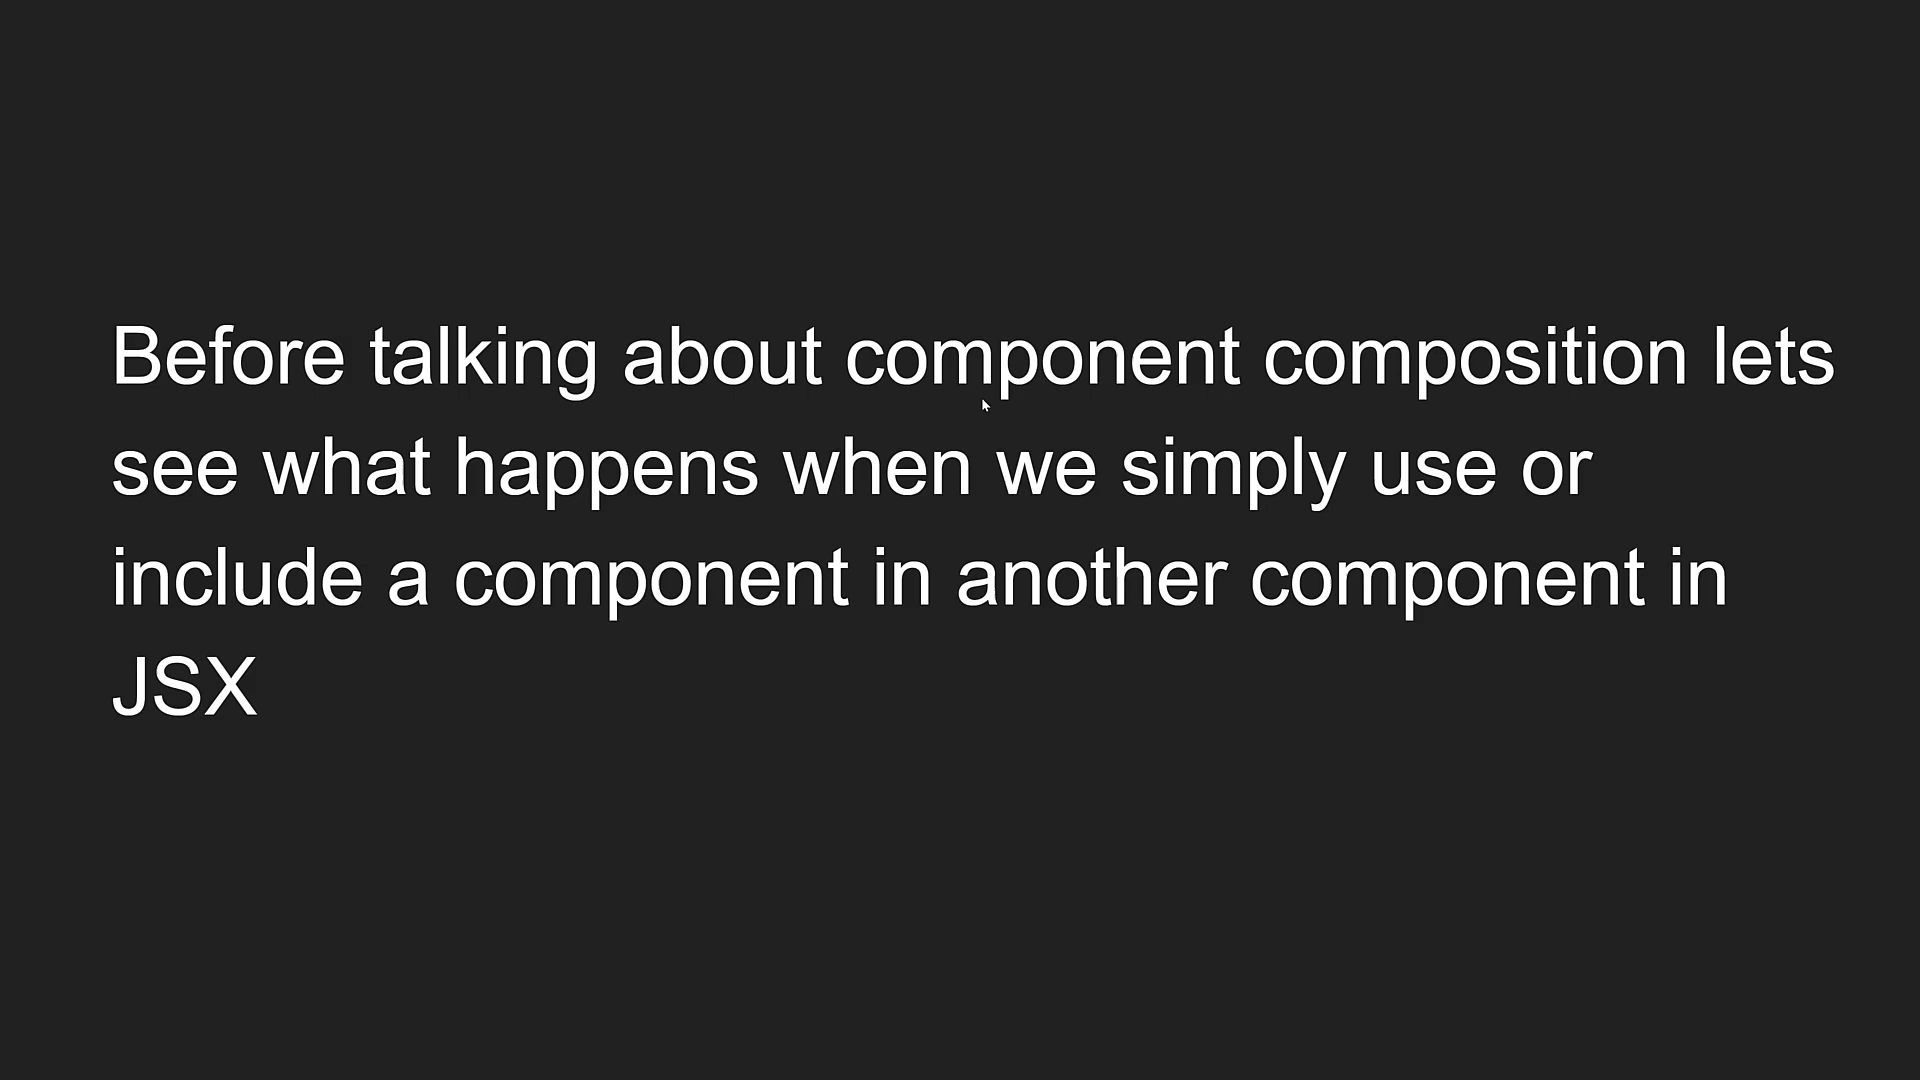 Before talking about component composition lets
see what happens when we simply use or
include a component in another component in
JSX